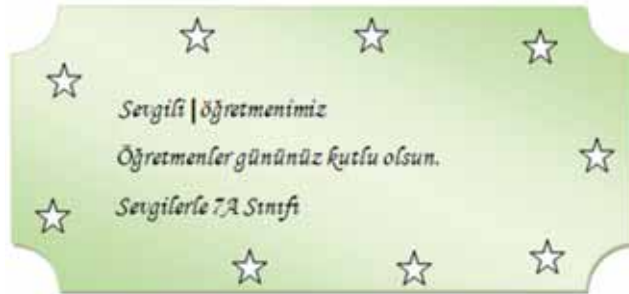 Sevgili | öğretmenimiz
Öğretmenler gününüz kutlu olsun.
Sevgilerle 7A Sınıfı